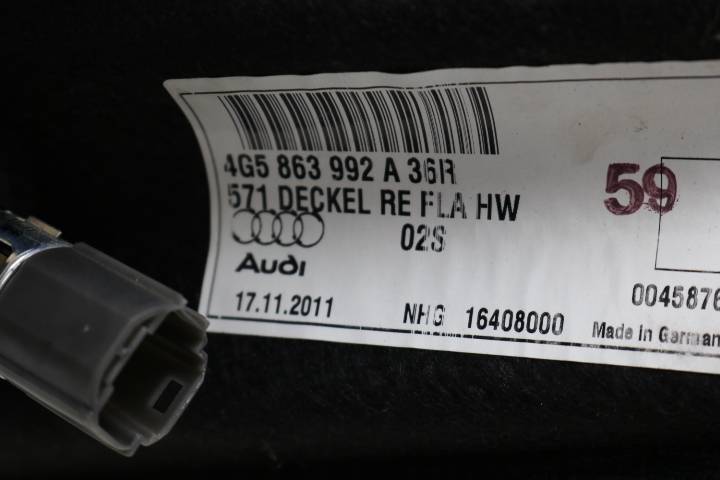 4G5 863 992 A 36R
571 DECKEL RE FLA HW
59
02S
Audi
0045876
17.11.2011
NHG 16408000
Made in German